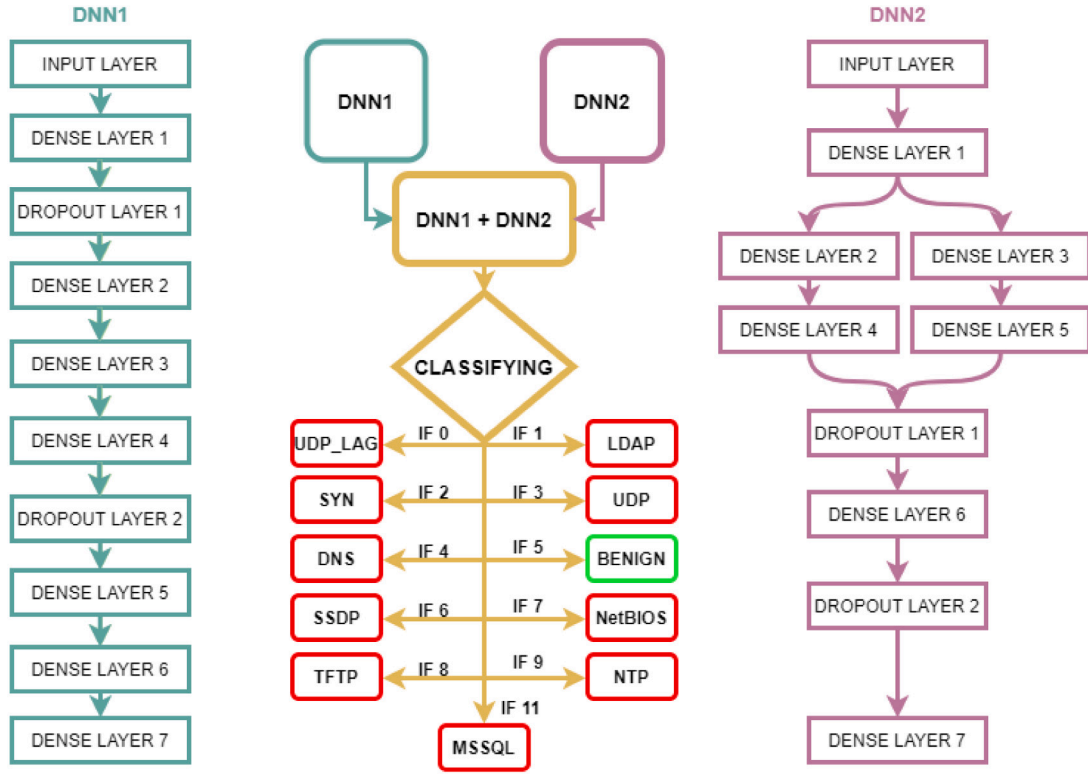 DNN1
INPUT LAYER
DENSE LAYER 1
DROPOUT LAYER 1
DENSE LAYER 2
DENSE LAYER 3
DENSE LAYER 4
DROPOUT LAYER 2
DENSE LAYER 5
DENSE LAYER 6
DENSE LAYER 7
DNN1
DNN2
DNN1 + DNN2
CLASSIFYING
UDP_LAG
IF 0
IF 1
LDAP
SYN
IF 2
IF 3
UDP
DNS
IF 4
IF 5
BENIGN
SSDP
IF 6
IF 7
NetBIOS
TFTP
IF 8
IF 9
NTP
IF 11
MSSQL
DNN2
INPUT LAYER
DENSE LAYER 1
DENSE LAYER 2
DENSE LAYER 3
DENSE LAYER 4
DENSE LAYER 5
DROPOUT LAYER 1
DENSE LAYER 6
DROPOUT LAYER 2
DENSE LAYER 7